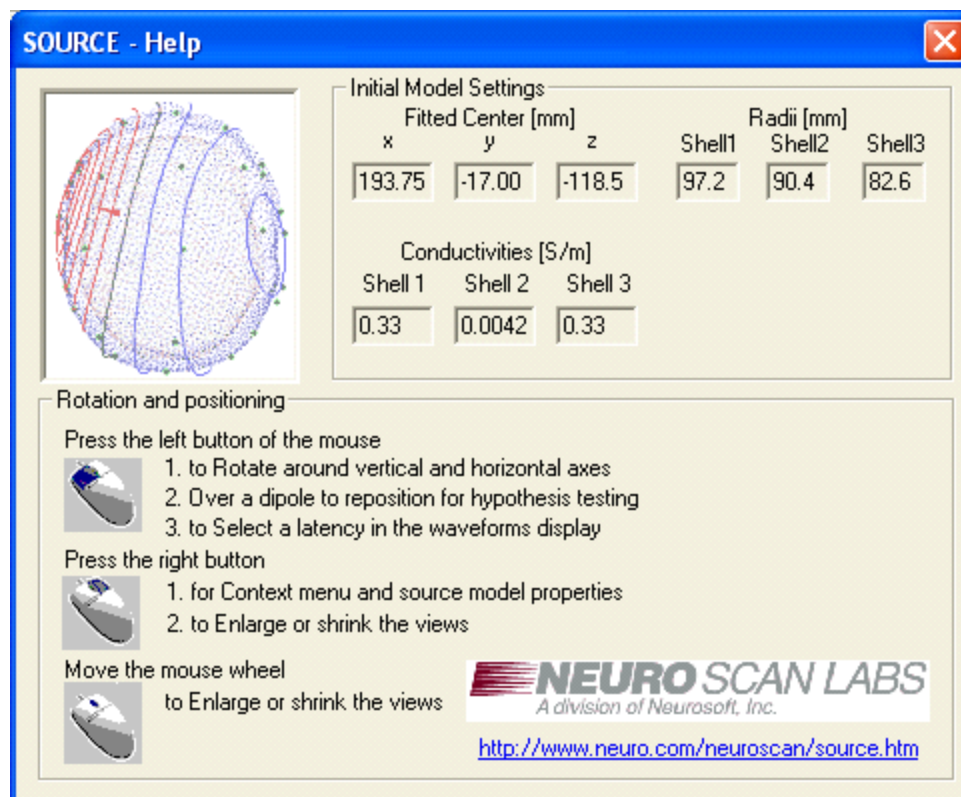 SOURCE - Help
Initial Model Settings
Fitted Center [mm] Radii [mm]
x y z Shell1 Shell2 Shell3
193.75 -17.00 -118.5 97.2 90.4 82.6
Conductivities [S/m]
Shell 1 Shell 2 Shell 3
0.33 0.0042 0.33
Rotation and positioning
Press the left button of the mouse
1. to Rotate around vertical and horizontal axes
2. Over a dipole to reposition for hypothesis testing
3. to Select a latency in the waveforms display
Press the right button
1. for Context menu and source model properties
2. to Enlarge or shrink the views
Move the mouse wheel
to Enlarge or shrink the views
NEURO SCAN LABS
A division of Neurosoft, Inc.
http://www.neuro.com/neuroscan/source.htm